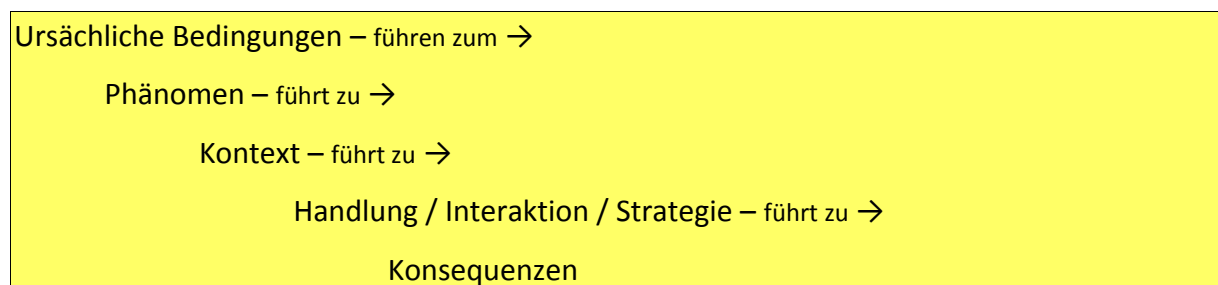 Ursächliche Bedingungen – führen zum →
Phänomen – führt zu →
Kontext – führt zu →
Handlung / Interaktion / Strategie – führt zu →
Konsequenzen